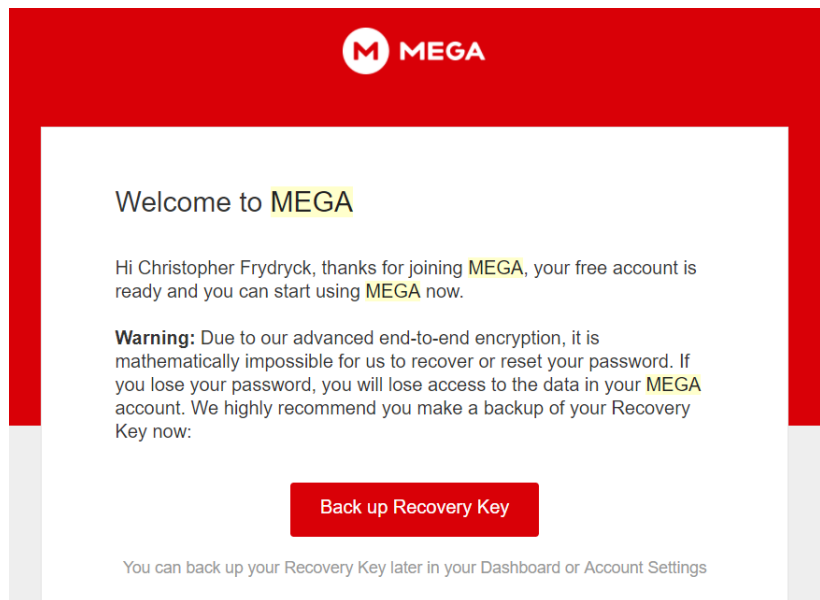 M MEGA
Welcome to MEGA
Hi Christopher Frydryck, thanks for joining MEGA, your free account is
ready and you can start using MEGA now.
Warning: Due to our advanced end-to-end encryption, it is
mathematically impossible for us to recover or reset your password. If
you lose your password, you will lose access to the data in your MEGA
account. We highly recommend you make a backup of your Recovery
Key now:
Back up Recovery Key
You can back up your Recovery Key later in your Dashboard or Account Settings